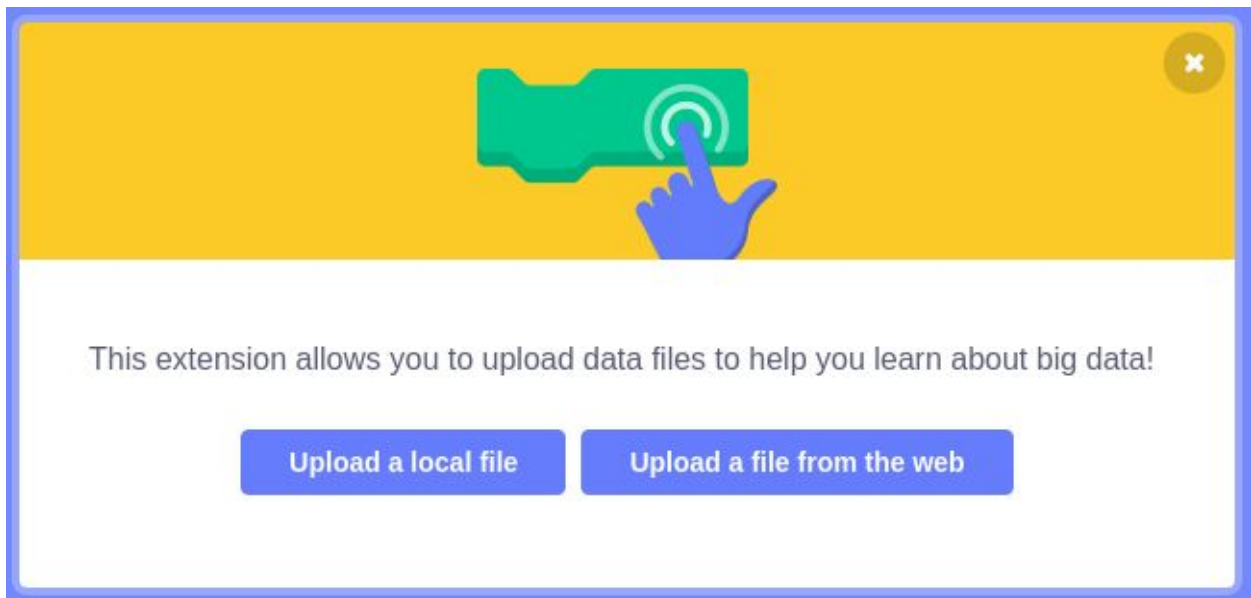 This extension allows you to upload data files to help you learn about big data!
Upload a local file
Upload a file from the web